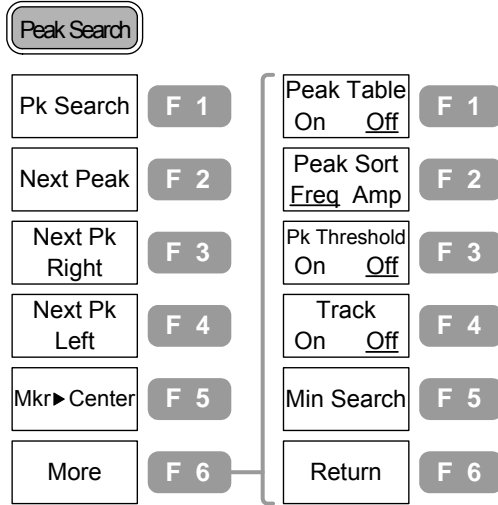 Peak Search
Pk Search
F 1
Next Peak
F 2
Next Pk
Right
F 3
Next Pk
Left
F 4
Mkr▶Center
F 5
More
F 6
Peak Table
On Off
F 1
Peak Sort
Freq Amp
F 2
Pk Threshold
On Off
F 3
Track
On Off
F 4
Min Search
F 5
Return
F 6